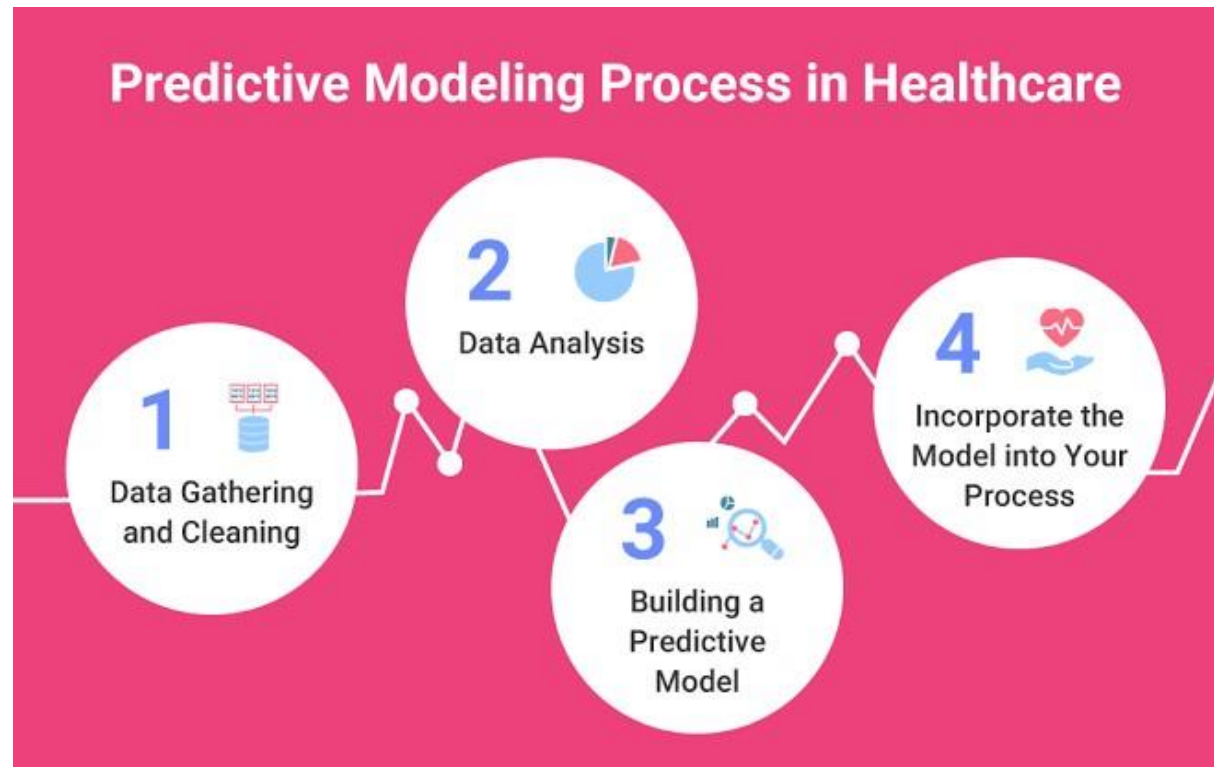 Predictive Modeling Process in Healthcare
1
Data Gathering
and Cleaning
2
Data Analysis
3
Building a
Predictive
Model
4
Incorporate the
Model into Your
Process